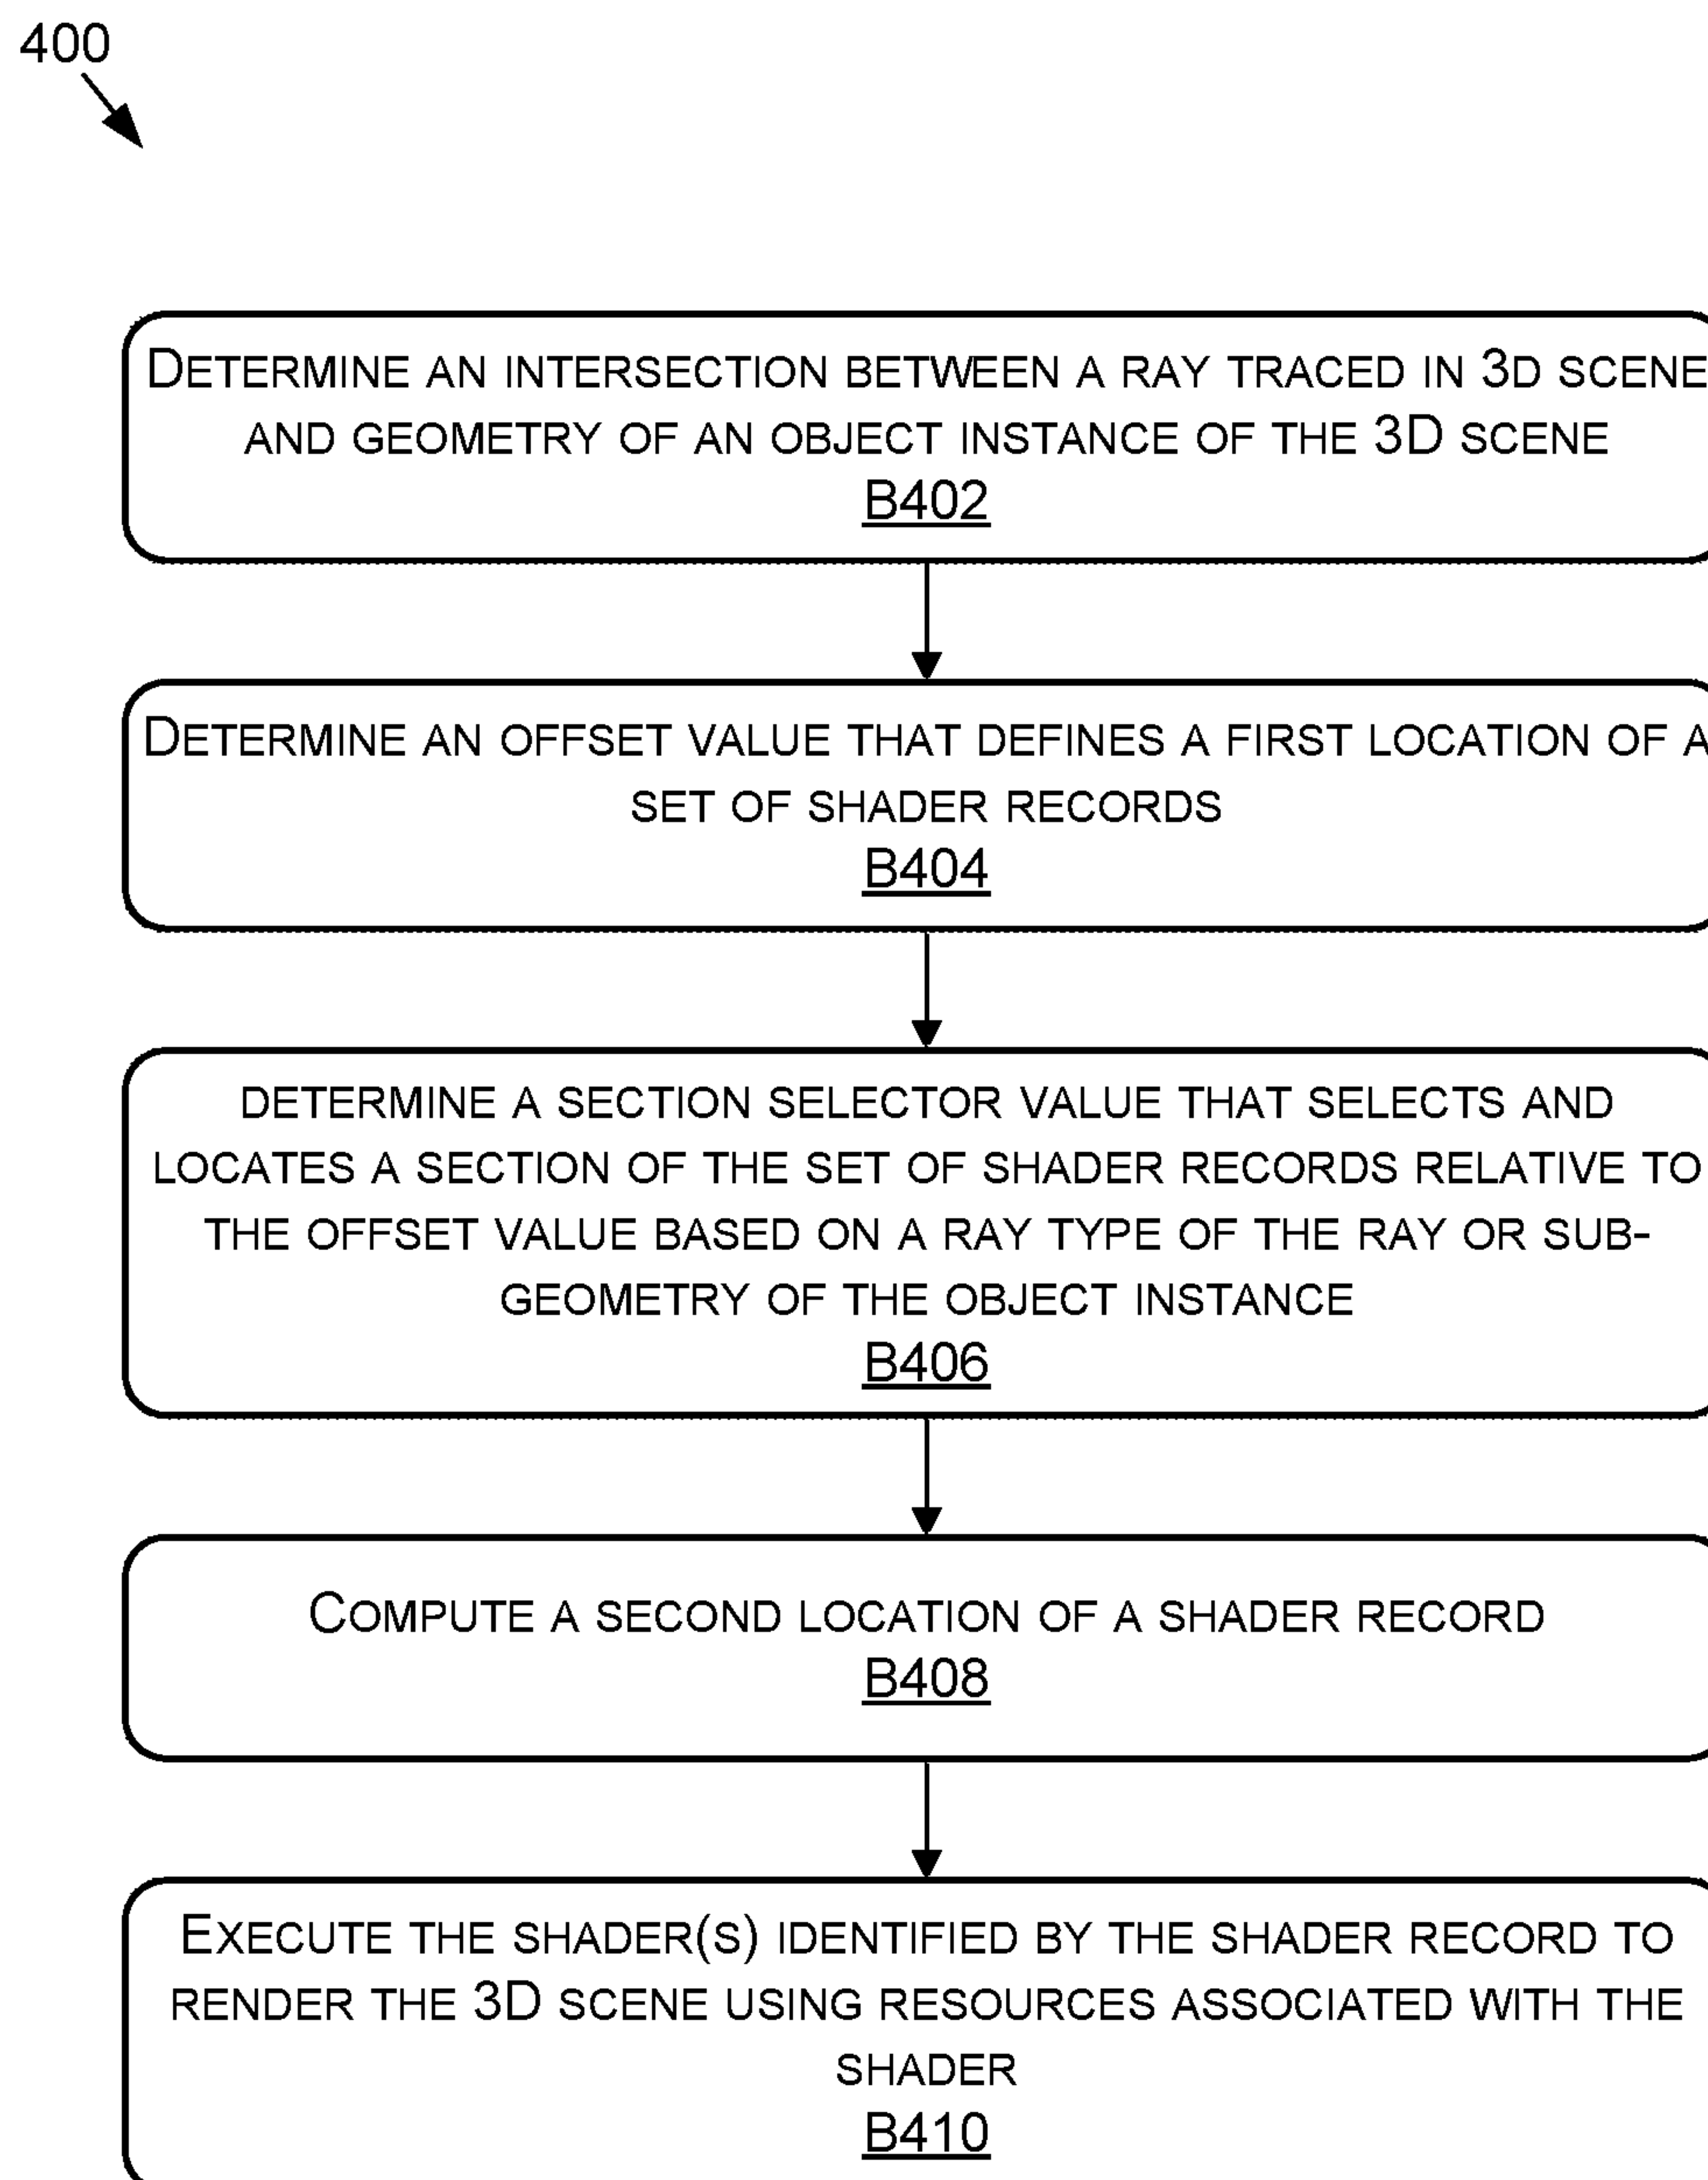 400
DETERMINE AN INTERSECTION BETWEEN A RAY TRACED IN 3D SCENE
AND GEOMETRY OF AN OBJECT INSTANCE OF THE 3D SCENE
B402
DETERMINE AN OFFSET VALUE THAT DEFINES A FIRST LOCATION OF A
SET OF SHADER RECORDS
B404
DETERMINE A SECTION SELECTOR VALUE THAT SELECTS AND
LOCATES A SECTION OF THE SET OF SHADER RECORDS RELATIVE TO
THE OFFSET VALUE BASED ON A RAY TYPE OF THE RAY OR SUB-
GEOMETRY OF THE OBJECT INSTANCE
B406
COMPUTE A SECOND LOCATION OF A SHADER RECORD
B408
EXECUTE THE SHADER(S) IDENTIFIED BY THE SHADER RECORD TO
RENDER THE 3D SCENE USING RESOURCES ASSOCIATED WITH THE
SHADER
B410